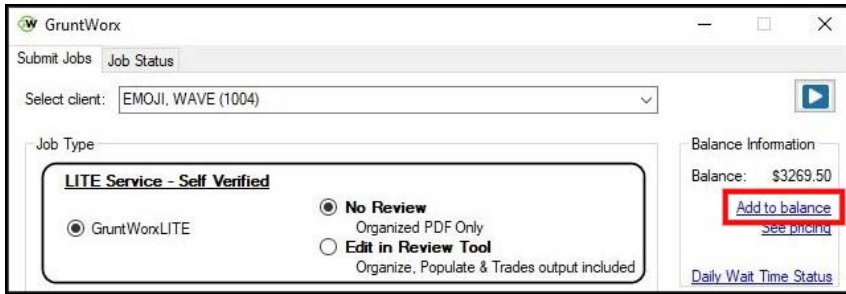 GruntWorx
Submit Jobs Job Status
Select client: EMOJI, WAVE (1004)
Job Type
LITE Service - Self Verified
GruntWorxLITE
No Review
Organized PDF Only
Edit in Review Tool
Organize, Populate & Trades output included
Balance Information
Balance: $3269.50
Add to balance
See pricing
Daily Wait Time Status